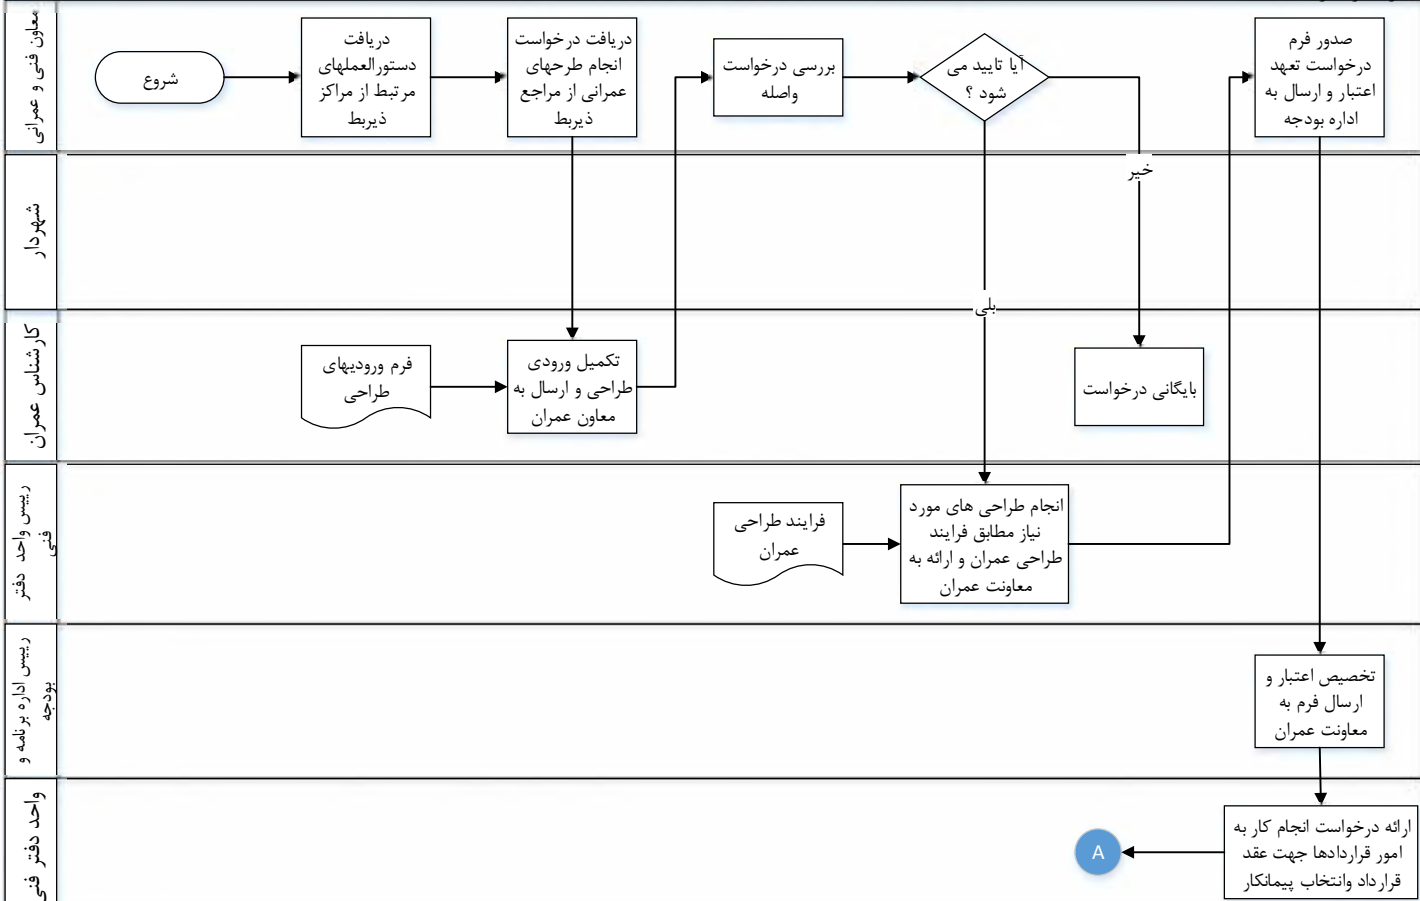 معاون فنی و عمرانی
شروع
دریافت
دستورالعملهای
مرتبط از مراکز
ذیربط
دریافت درخواست
انجام طرحهای
عمرانی از مراجع
ذیربط
بررسی درخواست
واصله
آیا تایید می
شود ؟
صدور فرم
درخواست تعهد
اعتبار و ارسال به
اداره بودجه
خیر
شهردار
بلی
کارشناس عمران
فرم ورودیهای
طراحی
تکمیل ورودی
طراحی و ارسال به
معاون عمران
بایگانی درخواست
رییس واحد دفتر
فنی
فرایند طراحی
عمران
انجام طراحی های مورد
نیاز مطابق فرایند
طراحی عمران و ارائه به
معاونت عمران
رییس اداره برنامه و
بودجه
تخصیص اعتبار و
ارسال فرم به
معاونت عمران
واحد دفتر فنی
ارائه درخواست انجام کار به
امور قراردادها جهت عقد
قرارداد وانتخاب پیمانکار
A